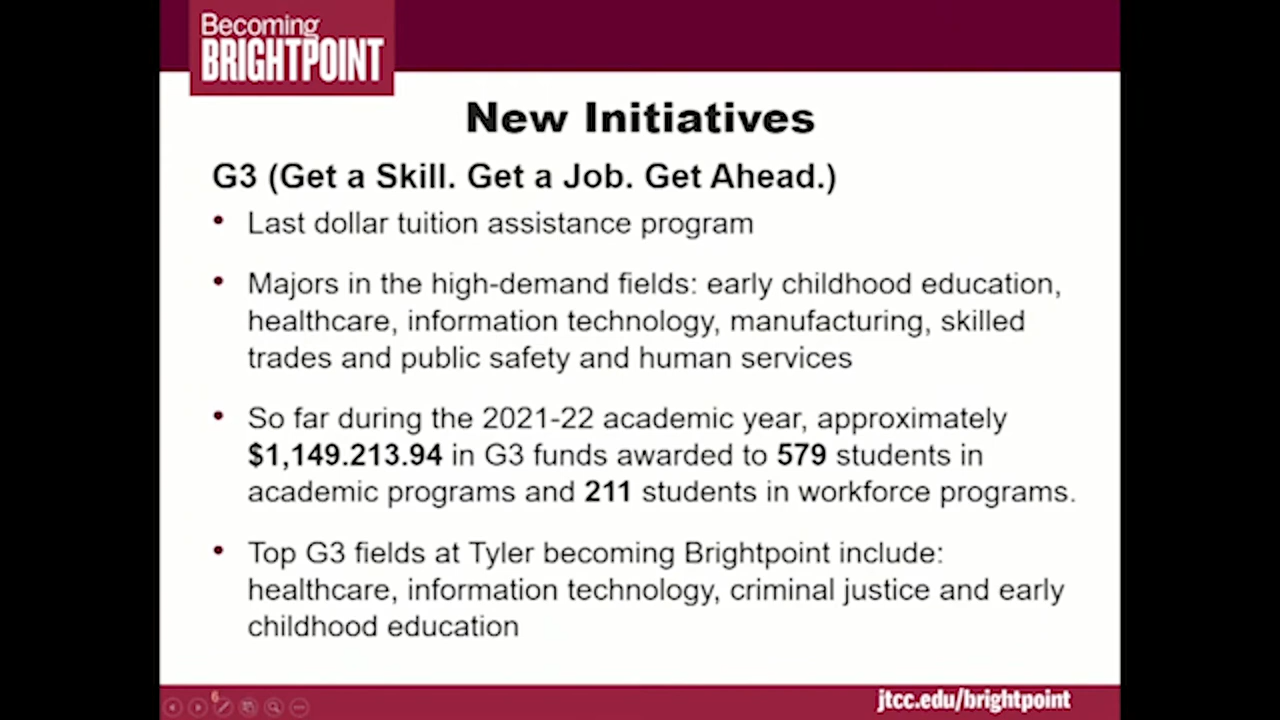 Becoming
BRIGHTPOINT
New Initiatives
G3 (Get a Skill. Get a Job. Get Ahead.)
• Last dollar tuition assistance program
• Majors in the high-demand fields: early childhood education,
healthcare, information technology, manufacturing, skilled
trades and public safety and human services
• So far during the 2021-22 academic year, approximately
$1,149.213.94 in G3 funds awarded to 579 students in
academic programs and 211 students in workforce programs.
• Top G3 fields at Tyler becoming Brightpoint include:
healthcare, information technology, criminal justice and early
childhood education
6
jtcc.edu/brightpoint